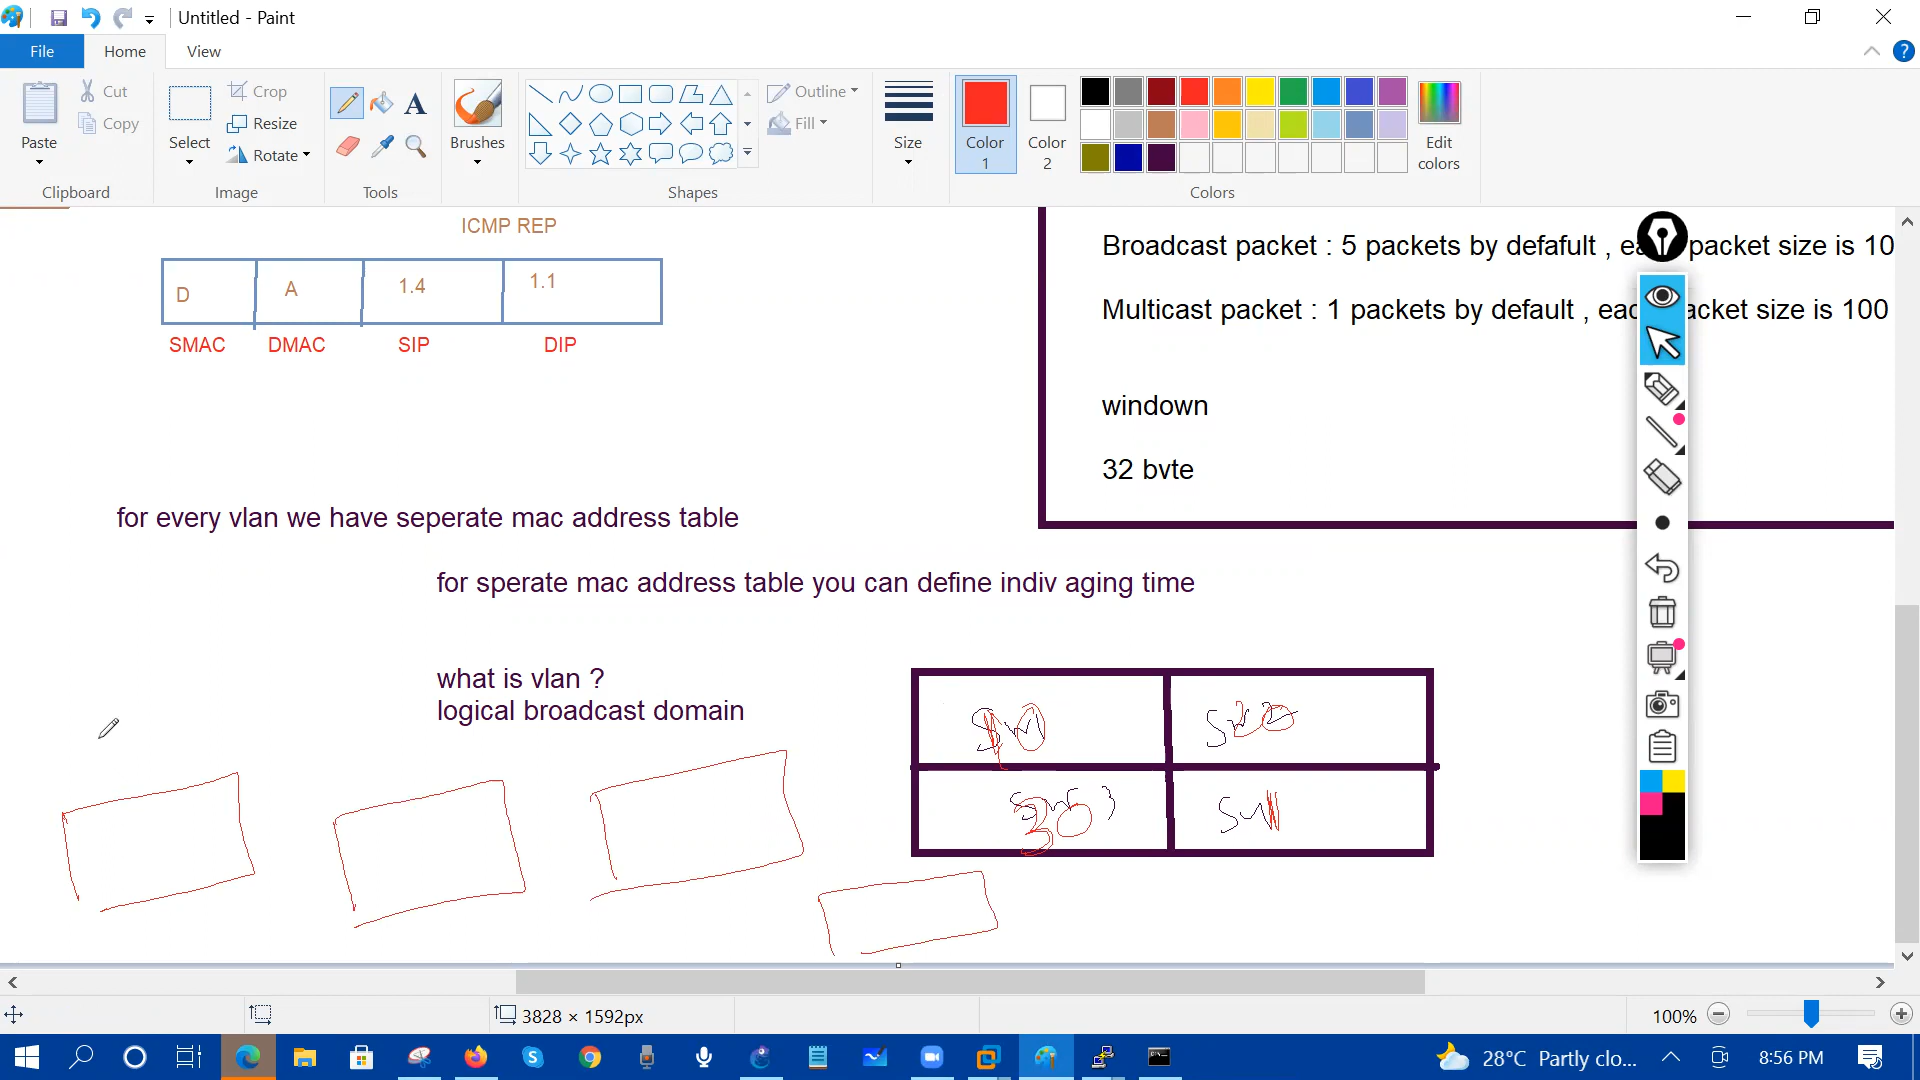 Untitled - Paint
File Home View
Paste
Cut
Copy
Clipboard
Select
Crop
Resize
Rotate
Image
Tools
Brushes
Shapes
Outline
Fill
Size
Color 1
Color 2
Edit colors
Colors
ICMP REP
D A 1.4 1.1
SMAC DMAC SIP DIP
Broadcast packet : 5 packets by defafult , packet size is 10
Multicast packet : 1 packets by default , size is 100
windown
32 bvte
for every vlan we have seperate mac address table
for sperate mac address table you can define indiv aging time
what is vlan ?
logical broadcast domain
3828 × 1592px
100%
28°C Partly clo...
8:56 PM